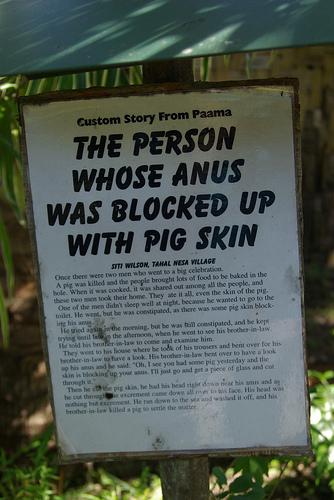 Custom Story From Paama
THE PERSON
WHOSE ANUS
WAS BLOCKED UP
WITH PIG SKIN
SITI WILSON, TAHAL NESA VILLAGE
Once there were two men who went to a big celebration.
A pig was killed and the people brought lots of food to be baked in the
hole. When it was cooked, it was shared out among all the people, and
these two men took their home. They ate it all, even the skin of the pig.
One of the men didn't sleep well at night, because he wanted to go to the
toilet. He went, but he was constipated, as there was some pig skin block-
ing his anus.
He tried again in the morning, but he was still constipated, and he kept
trying until late in the afternoon, when he went to see his brother-in-law.
He told his brother-in-law to come and examine him.
They went to his house where he took of his trousers and bent over for his
brother-in-law to have a look. His brother-in-law bent over to have a look
up his anus and he said: "Oh, I see you had some pig yesterday and the
skin is blocking up your anus. I'll just go and get a piece of glass and cut
through it."
Then he cut the pig skin, he had his head right down near his anus and as
he cut through the excrement came down all over his face. His head was
nothing but excrement. He ran down to the sea and washed it off, and his
brother-in-law killed a pig to settle the matter.